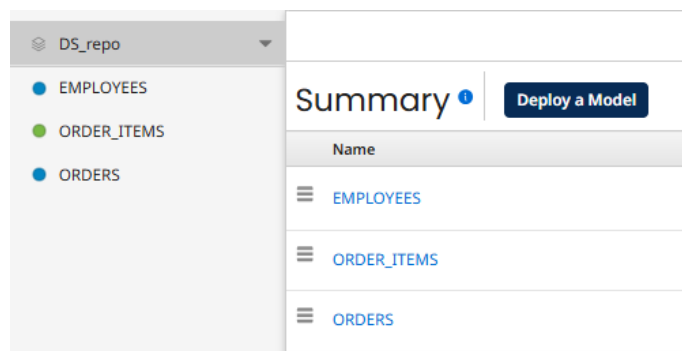 DS_repo
EMPLOYEES
ORDER_ITEMS
ORDERS
Summary
Deploy a Model
Name
EMPLOYEES
ORDER_ITEMS
ORDERS